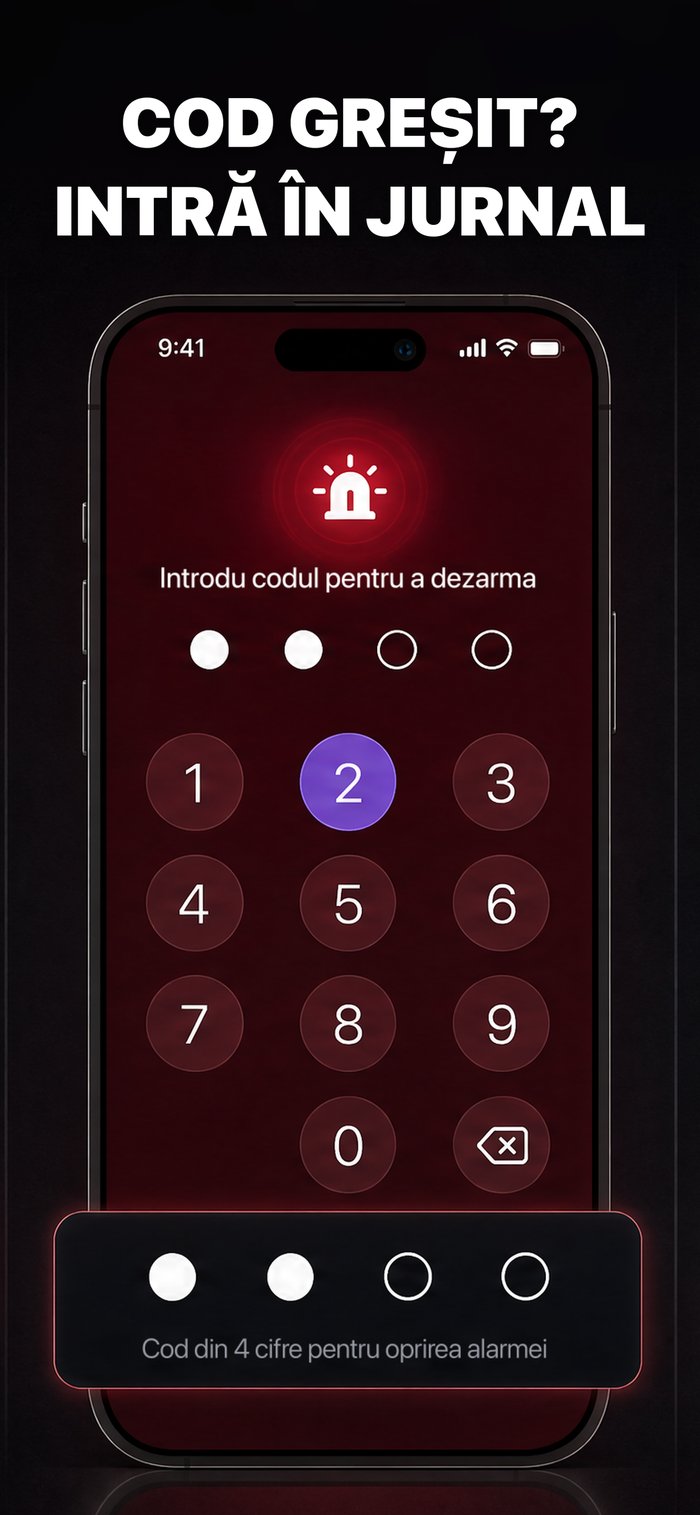 COD GREȘIT?
INTRĂ ÎN JURNAL
9:41
Introdu codul pentru a dezarma
1 2 3
4 5 6
7 8 9
0
Cod din 4 cifre pentru oprirea alarmei